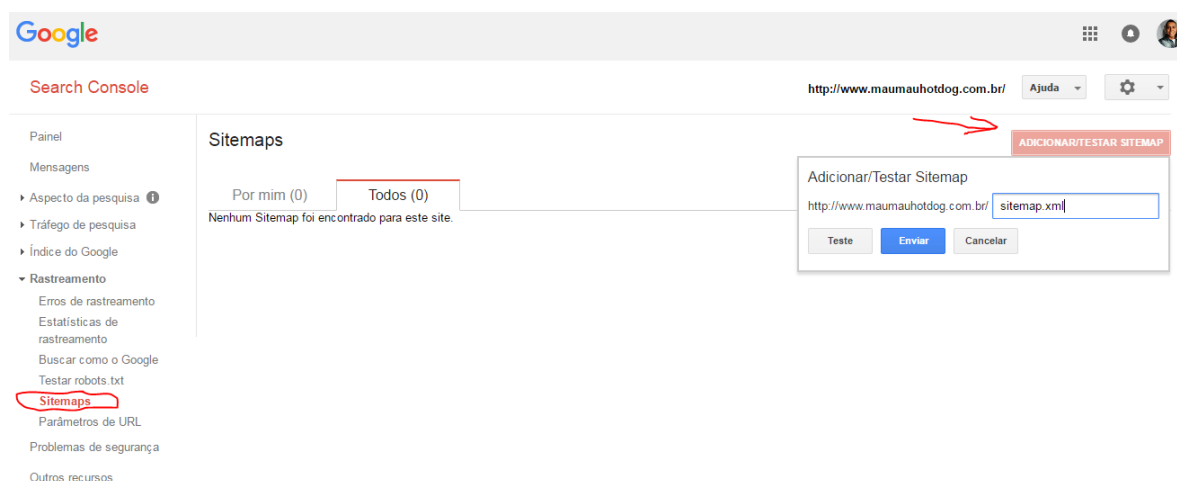 Google
Search Console
http://www.maumauhotdog.com.br/
Ajuda
Painel
Mensagens
Aspecto da pesquisa
Tráfego de pesquisa
Índice do Google
Rastreamento
Erros de rastreamento
Estatísticas de
rastreamento
Buscar como o Google
Testar robots.txt
Sitemaps
Parâmetros de URL
Problemas de segurança
Outros recursos
Sitemaps
ADICIONAR/TESTAR SITEMAP
Por mim (0)
Todos (0)
Nenhum Sitemap foi encontrado para este site.
Adicionar/Testar Sitemap
http://www.maumauhotdog.com.br/ sitemap.xml
Teste
Enviar
Cancelar